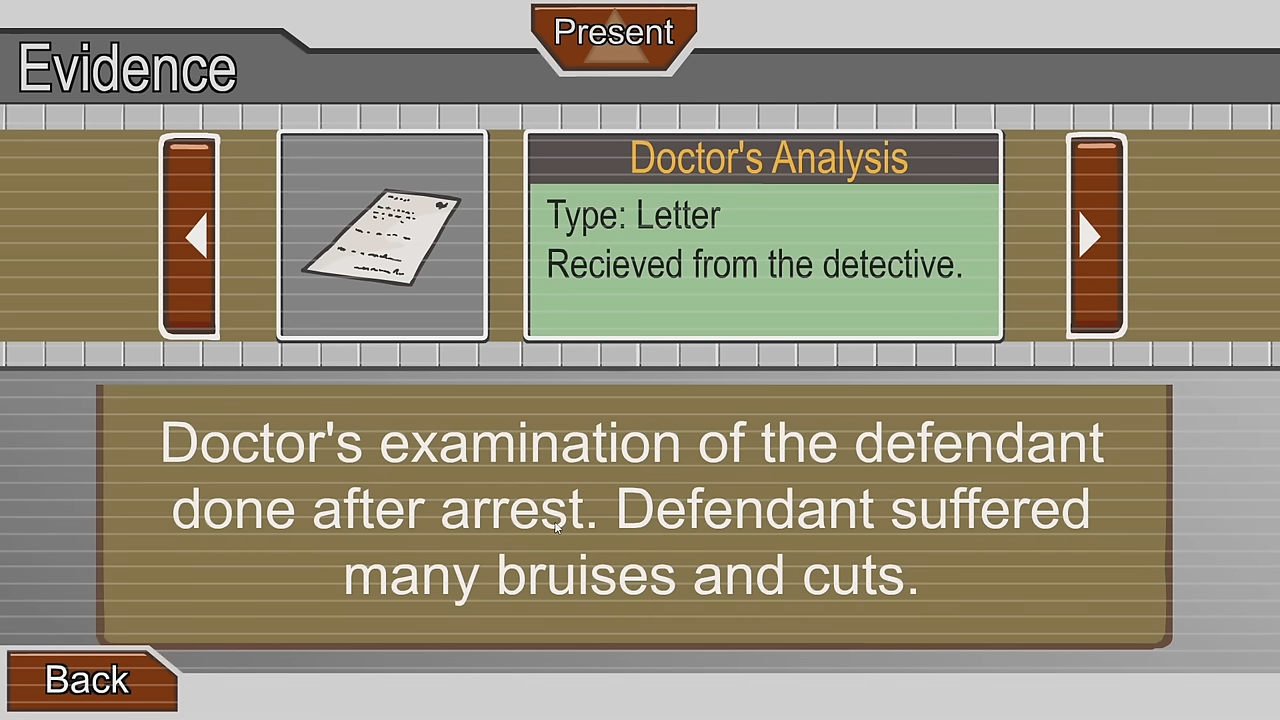 Present
Evidence
Doctor's Analysis
Type: Letter
Recieved from the detective.
Doctor's examination of the defendant
done after arrest. Defendant suffered
many bruises and cuts.
Back